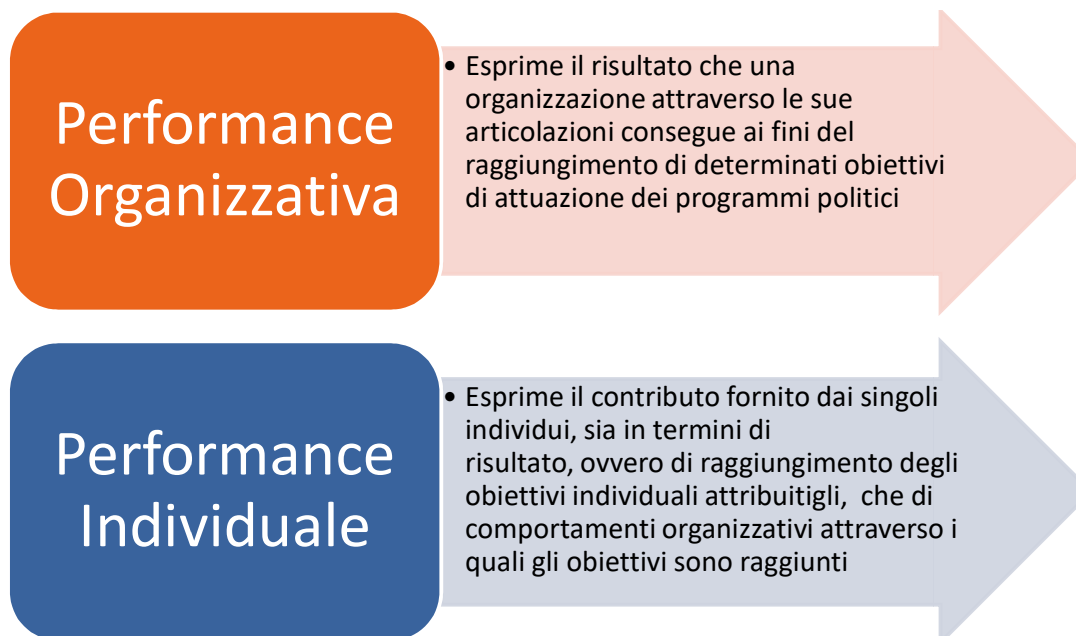 Performance
Organizzativa
• Esprime il risultato che una
organizzazione attraverso le sue
articolazioni consegue ai fini del
raggiungimento di determinati obiettivi
di attuazione dei programmi politici
Performance
Individuale
• Esprime il contributo fornito dai singoli
individui, sia in termini di
risultato, ovvero di raggiungimento degli
obiettivi individuali attribuitigli,  che di
comportamenti organizzativi attraverso i
quali gli obiettivi sono raggiunti